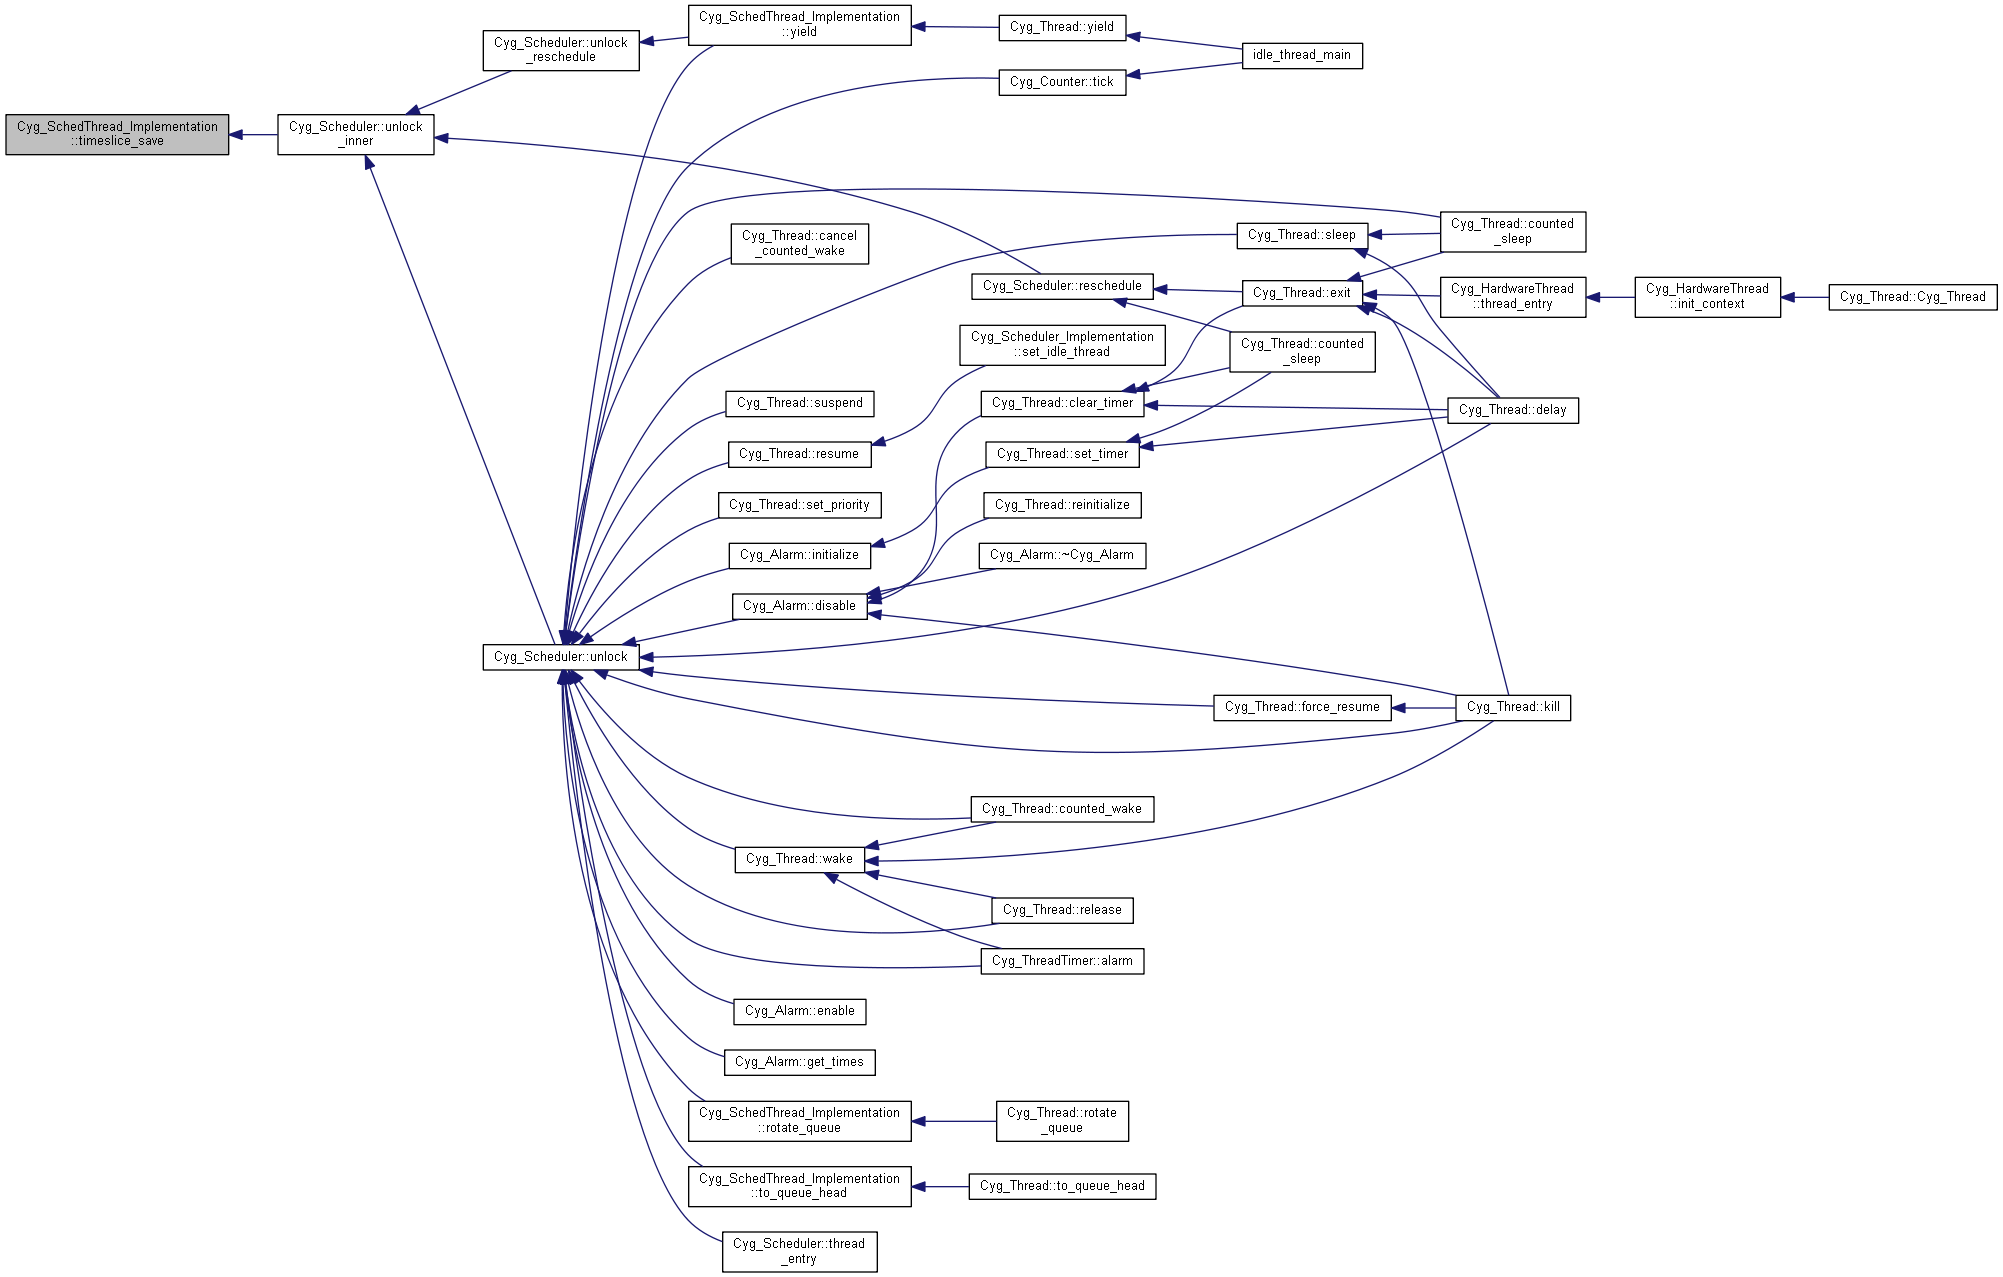 Cyg_SchedThread_Implementation
::timeslice_save
Cyg_Scheduler::unlock
_inner
Cyg_Scheduler::unlock
_reschedule
Cyg_SchedThread_Implementation
::yield
Cyg_Thread::yield
idle_thread_main
Cyg_Counter::tick
Cyg_Thread::cancel
_counted_wake
Cyg_Thread::sleep
Cyg_Thread::counted
_sleep
Cyg_Scheduler::reschedule
Cyg_Thread::exit
Cyg_HardwareThread
::thread_entry
Cyg_HardwareThread
::init_context
Cyg_Thread::Cyg_Thread
Cyg_Scheduler_Implementation
::set_idle_thread
Cyg_Thread::counted
_sleep
Cyg_Thread::suspend
Cyg_Thread::clear_timer
Cyg_Thread::delay
Cyg_Thread::resume
Cyg_Thread::set_timer
Cyg_Thread::set_priority
Cyg_Thread::reinitialize
Cyg_Alarm::initialize
Cyg_Alarm::~Cyg_Alarm
Cyg_Alarm::disable
Cyg_Scheduler::unlock
Cyg_Thread::force_resume
Cyg_Thread::kill
Cyg_Thread::counted_wake
Cyg_Thread::wake
Cyg_Thread::release
Cyg_ThreadTimer::alarm
Cyg_Alarm::enable
Cyg_Alarm::get_times
Cyg_SchedThread_Implementation
::rotate_queue
Cyg_Thread::rotate
_queue
Cyg_SchedThread_Implementation
::to_queue_head
Cyg_Thread::to_queue_head
Cyg_Scheduler::thread
_entry